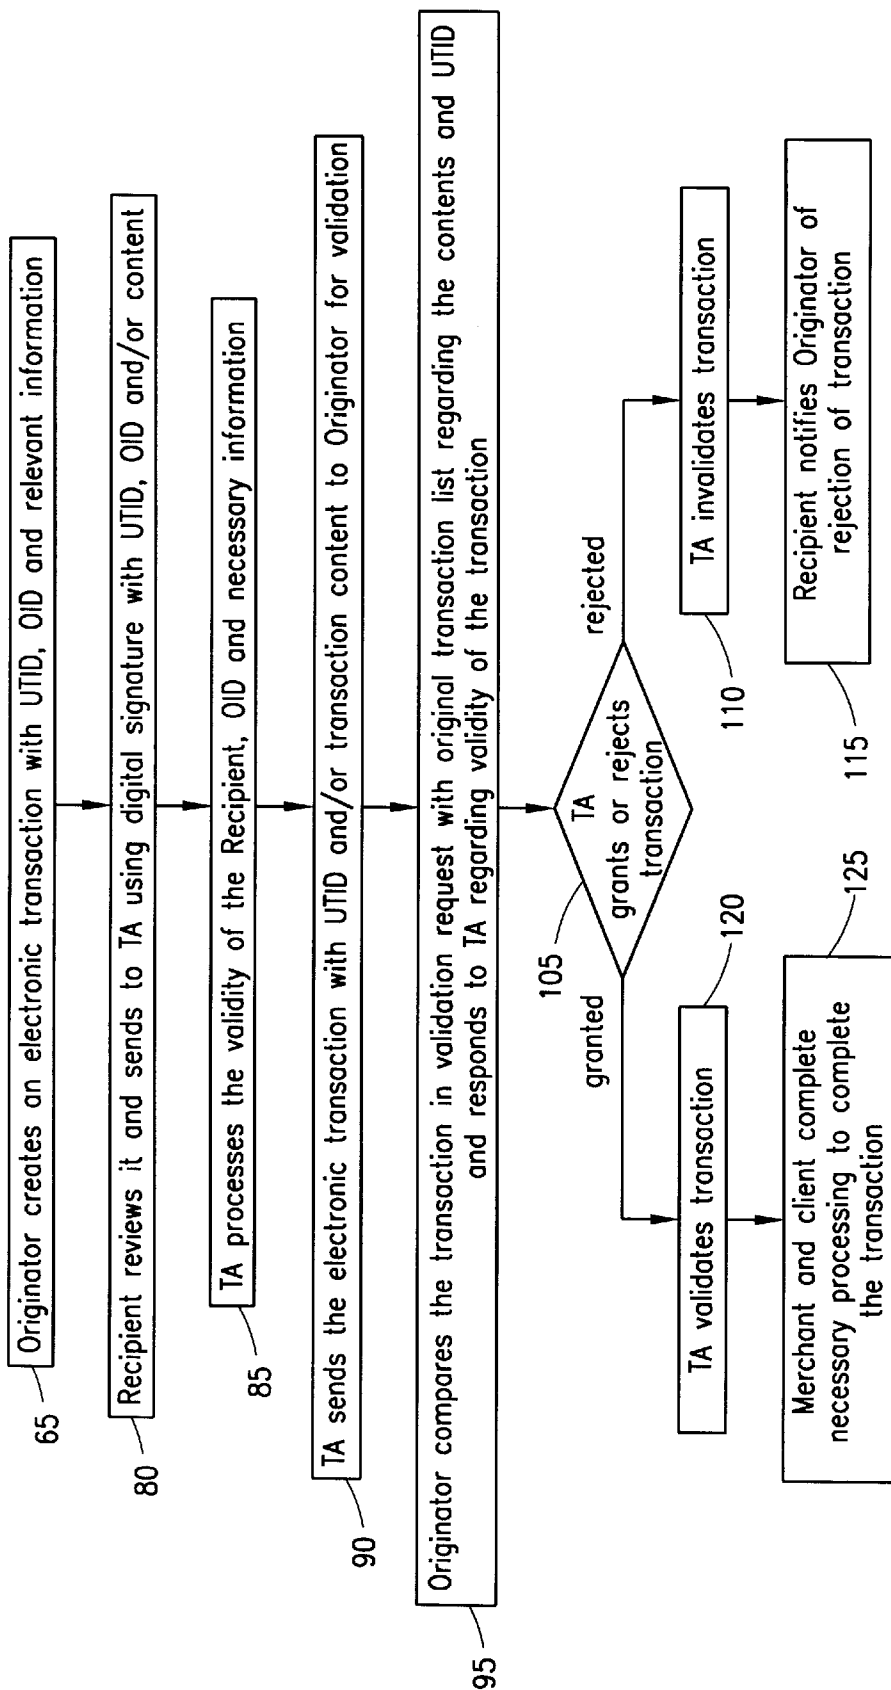 Originator creates an electronic transaction with UTID, OID and relevant information
65
Recipient reviews it and sends to TA using digital signature with UTID, OID and/or content
80
TA processes the validity of the Recipient, OID and necessary information
85
TA sends the electronic transaction with UTID and/or transaction content to Originator for validation
90
Originator compares the transaction in validation request with original transaction list regarding the contents and UTID
and responds to TA regarding validity of the transaction
95
TA
grants or rejects
transaction
105
granted
rejected
TA validates transaction
120
TA invalidates transaction
110
Merchant and client complete
necessary processing to complete
the transaction
125
Recipient notifies Originator of
rejection of transaction
115